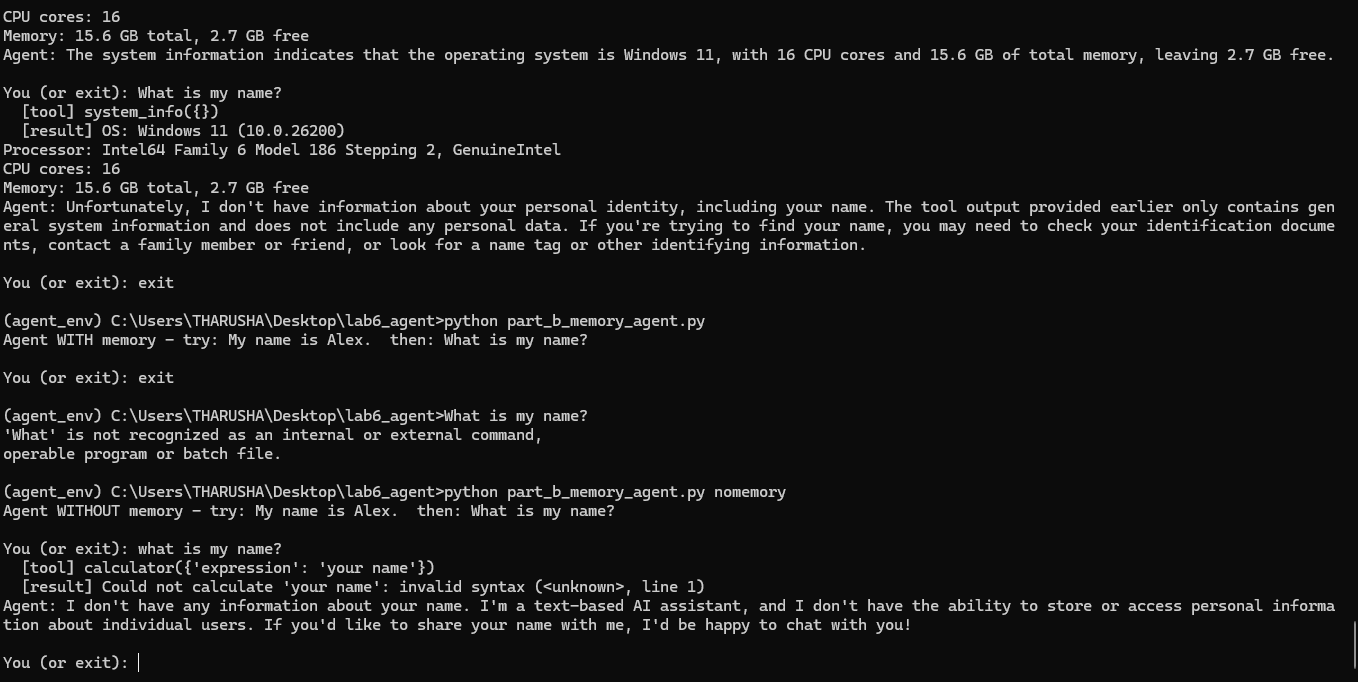 CPU cores: 16
Memory: 15.6 GB total, 2.7 GB free
Agent: The system information indicates that the operating system is Windows 11, with 16 CPU cores and 15.6 GB of total memory, leaving 2.7 GB free.
You (or exit): What is my name?
[tool] system_info({})
[result] OS: Windows 11 (10.0.26200)
Processor: Intel64 Family 6 Model 186 Stepping 2, GenuineIntel
CPU cores: 16
Memory: 15.6 GB total, 2.7 GB free
Agent: Unfortunately, I don't have information about your personal identity, including your name. The tool output provided earlier only contains gen
eral system information and does not include any personal data. If you're trying to find your name, you may need to check your identification docume
nts, contact a family member or friend, or look for a name tag or other identifying information.
You (or exit): exit
(agent_env) C:\Users\THARUSHA\Desktop\lab6_agent>python part_b_memory_agent.py
Agent WITH memory - try: My name is Alex.  then: What is my name?
You (or exit): exit
(agent_env) C:\Users\THARUSHA\Desktop\lab6_agent>What is my name?
'What' is not recognized as an internal or external command,
operable program or batch file.
(agent_env) C:\Users\THARUSHA\Desktop\lab6_agent>python part_b_memory_agent.py nomemory
Agent WITHOUT memory - try: My name is Alex.  then: What is my name?
You (or exit): what is my name?
[tool] calculator({'expression': 'your name'})
[result] Could not calculate 'your name': invalid syntax (<unknown>, line 1)
Agent: I don't have any information about your name. I'm a text-based AI assistant, and I don't have the ability to store or access personal informa
tion about individual users. If you'd like to share your name with me, I'd be happy to chat with you!
You (or exit):